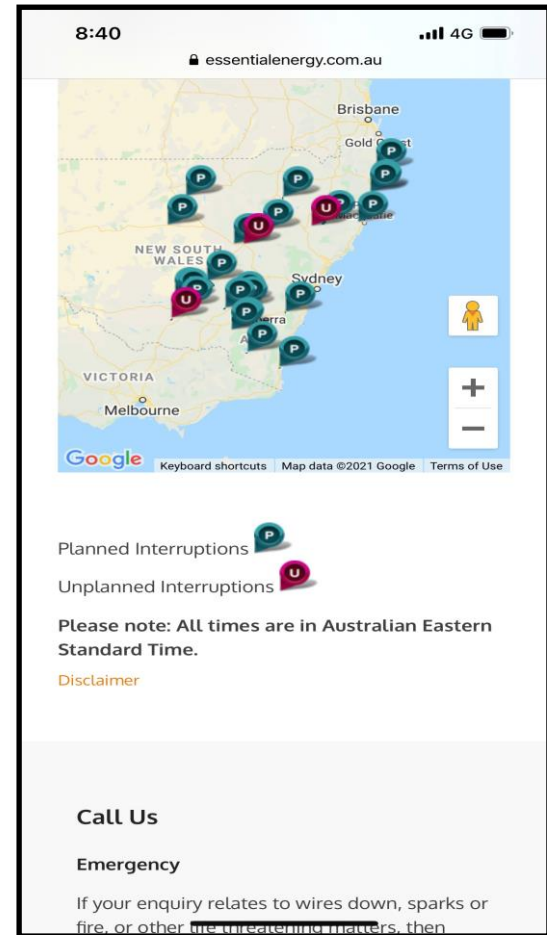 8:40
4G
essentialenergy.com.au
Brisbane
Gold
P
P
P
P
P
U
P
U
P
NEW SOUTH
WALES
P
Sydney
P
P
P
U
P
P
VICTORIA
P
Melbourne
Google Keyboard shortcuts Map data ©2021 Google Terms of Use
Planned Interruptions P
Unplanned Interruptions U
Please note: All times are in Australian Eastern
Standard Time.
Disclaimer
Call Us
Emergency
If your enquiry relates to wires down, sparks or
fire, or other life threatening matters, then